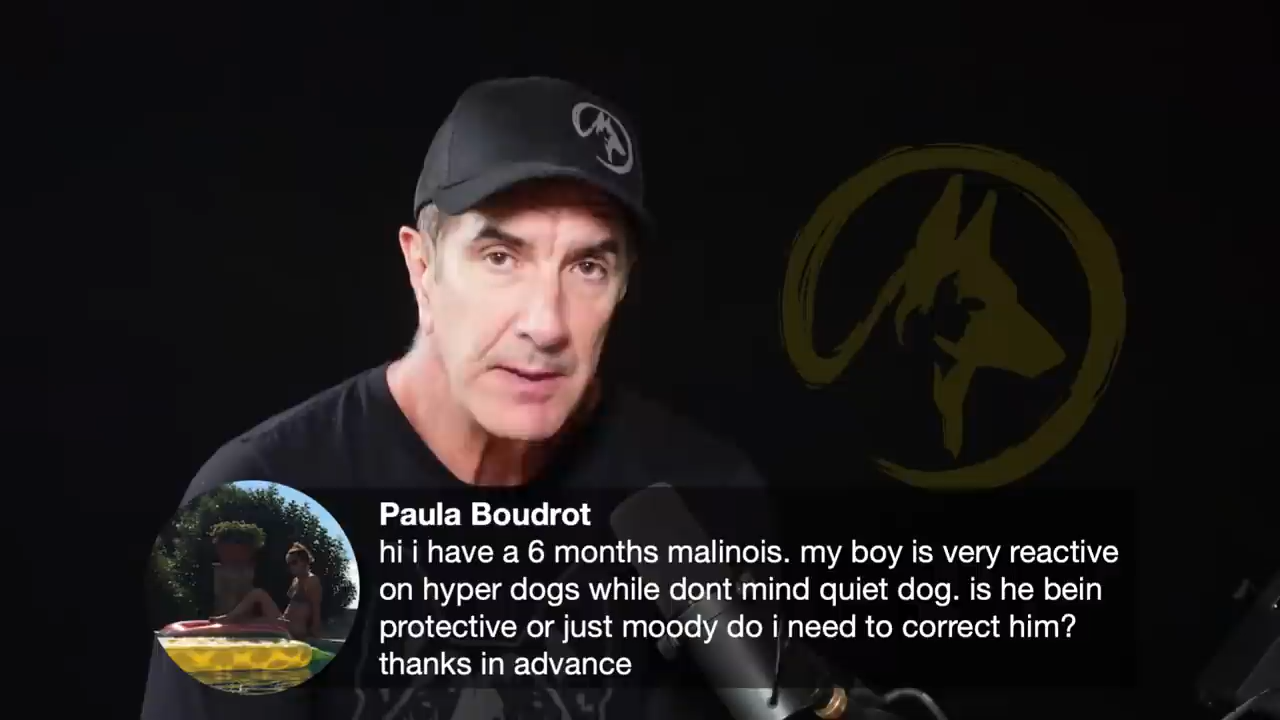 Paula Boudrot
hi i have a 6 months malinois. my boy is very reactive
on hyper dogs while dont mind quiet dog. is he bein
protective or just moody do i need to correct him?
thanks in advance